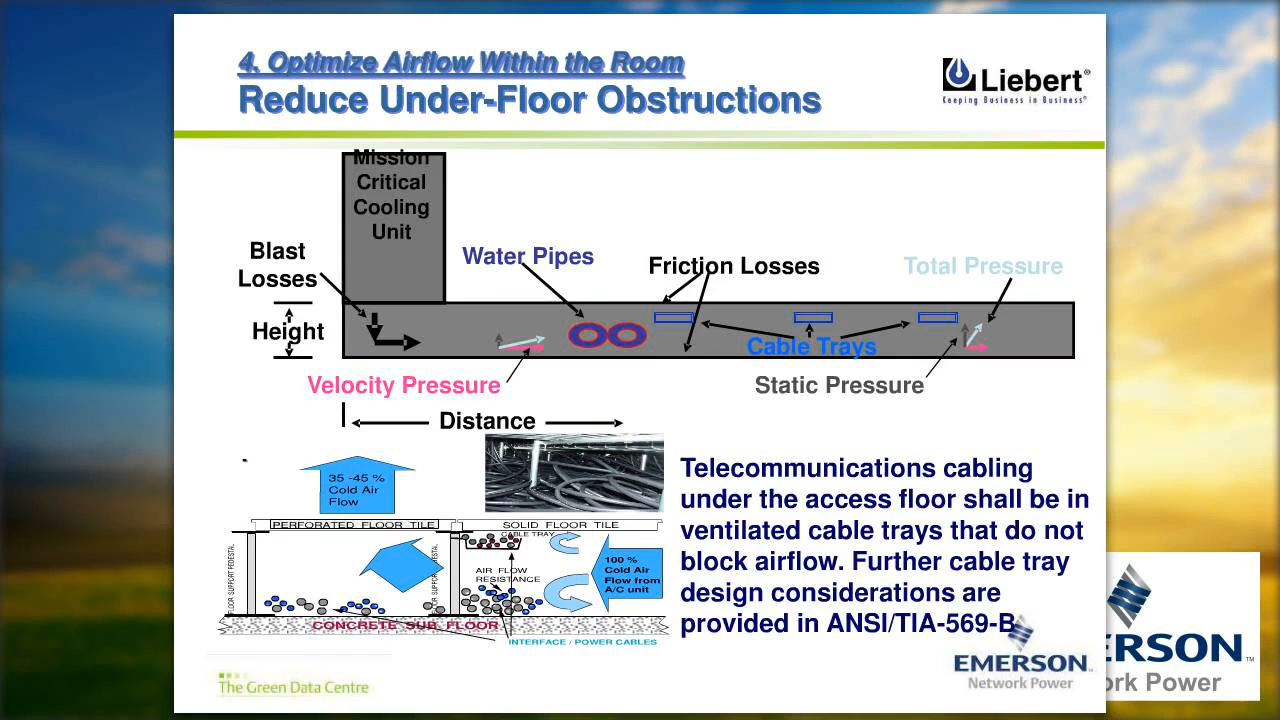 4. Optimize Airflow Within the Room
Reduce Under-Floor Obstructions
Liebert®
Keeping Business in Business®
Mission
Critical
Cooling
Unit
Blast
Losses
Water Pipes
Friction Losses
Total Pressure
Height
Cable Trays
Velocity Pressure
Static Pressure
Distance
35 -45 %
Cold Air
Flow
PERFORATED FLOOR TILE
SOLID FLOOR TILE
CABLE TRAY
FLOOR SUPPORT PEDESTAL
AIR FLOW
RESISTANCE
100 %
Cold Air
Flow from
A/C unit
CONCRETE SUB FLOOR
INTERFACE / POWER CABLES
Telecommunications cabling
under the access floor shall be in
ventilated cable trays that do not
block airflow. Further cable tray
design considerations are
provided in ANSI/TIA-569-B
The Green Data Centre
EMERSON
Network Power
ERSON™
ork Power